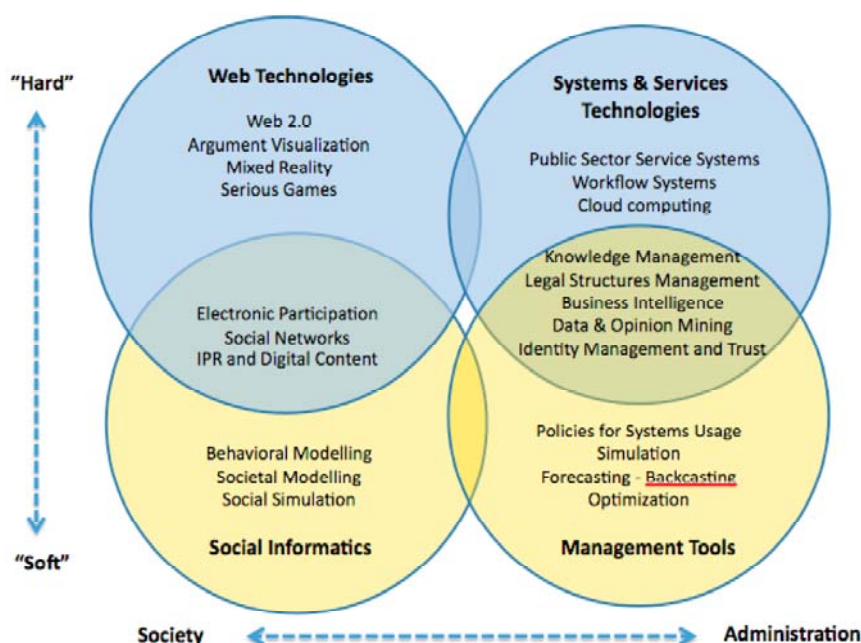 "Hard"
Web Technologies
Web 2.0
Argument Visualization
Mixed Reality
Serious Games
Systems & Services
Technologies
Public Sector Service Systems
Workflow Systems
Cloud computing
Electronic Participation
Social Networks
IPR and Digital Content
Knowledge Management
Legal Structures Management
Business Intelligence
Data & Opinion Mining
Identity Management and Trust
Behavioral Modelling
Societal Modelling
Social Simulation
Social Informatics
Policies for Systems Usage
Simulation
Forecasting - Backcasting
Optimization
Management Tools
"Soft"
Society
Administration